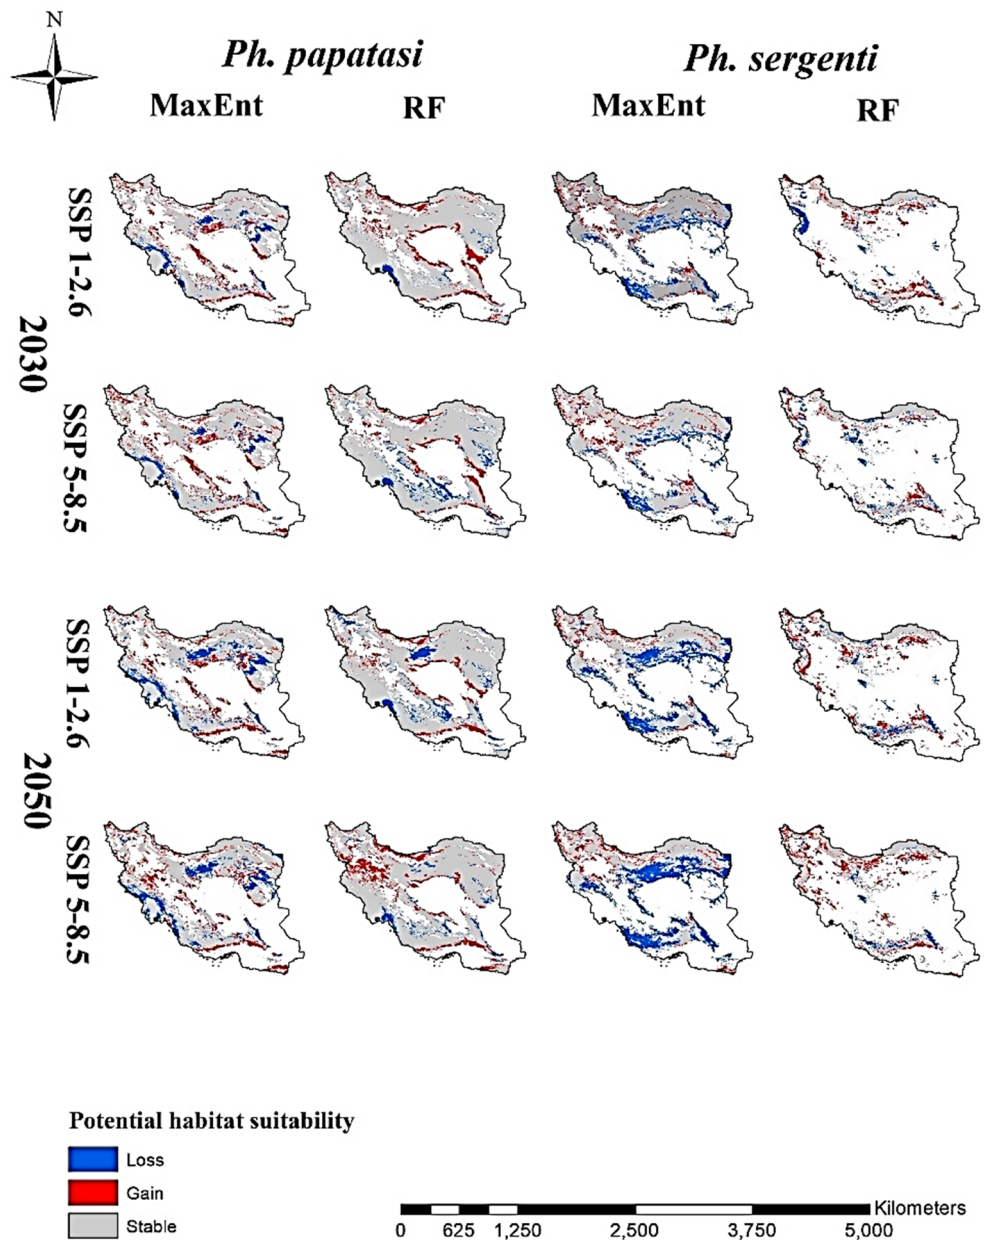 N
Ph. papatasi
Ph. sergenti
MaxEnt
RF
MaxEnt
RF
2030
SSP 1-2.6
SSP 5-8.5
2050
SSP 1-2.6
SSP 5-8.5
Potential habitat suitability
Loss
Gain
Stable
Kilometers
0 625 1,250 2,500 3,750 5,000